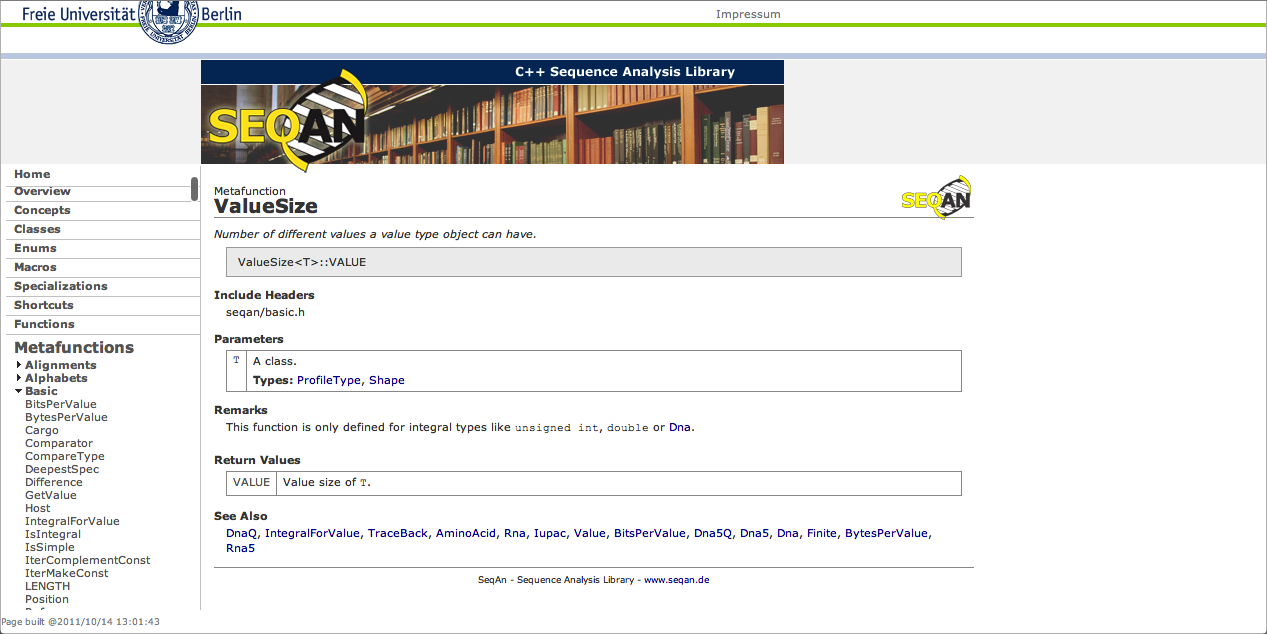 Freie Universität Berlin
Impressum
C++ Sequence Analysis Library
SEQAN
Home
Overview
Concepts
Classes
Enums
Macros
Specializations
Shortcuts
Functions
Metafunctions
Alignments
Alphabets
Basic
BitsPerValue
BytesPerValue
Cargo
Comparator
CompareType
DeepestSpec
Difference
GetValue
Host
IntegralForValue
IsIntegral
IsSimple
IterComplementConst
IterMakeConst
LENGTH
Position
Metafunction
ValueSize
SEQAN
Number of different values a value type object can have.
ValueSize<T>::VALUE
Include Headers
seqan/basic.h
Parameters
T A class.
Types: ProfileType, Shape
Remarks
This function is only defined for integral types like unsigned int, double or Dna.
Return Values
VALUE Value size of T.
See Also
DnaQ, IntegralForValue, TraceBack, AminoAcid, Rna, Iupac, Value, BitsPerValue, Dna5Q, Dna5, Dna, Finite, BytesPerValue,
Rna5
SeqAn - Sequence Analysis Library - www.seqan.de
Page built @2011/10/14 13:01:43